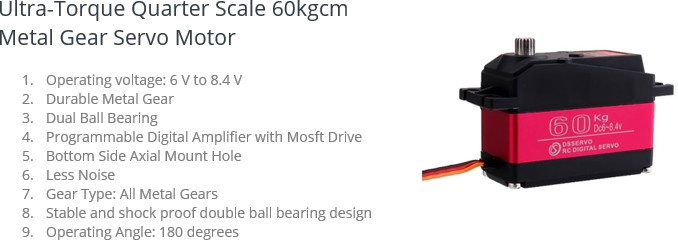 Ultra-Torque Quarter Scale 60kgcm
Metal Gear Servo Motor
1. Operating voltage: 6 V to 8.4 V
2. Durable Metal Gear
3. Dual Ball Bearing
4. Programmable Digital Amplifier with Mosft Drive
5. Bottom Side Axial Mount Hole
6. Less Noise
7. Gear Type: All Metal Gears
8. Stable and shock proof double ball bearing design
9. Operating Angle: 180 degrees
60 Kg
Dc6-8.4v
DSSERVO
RC DIGITAL SERVO